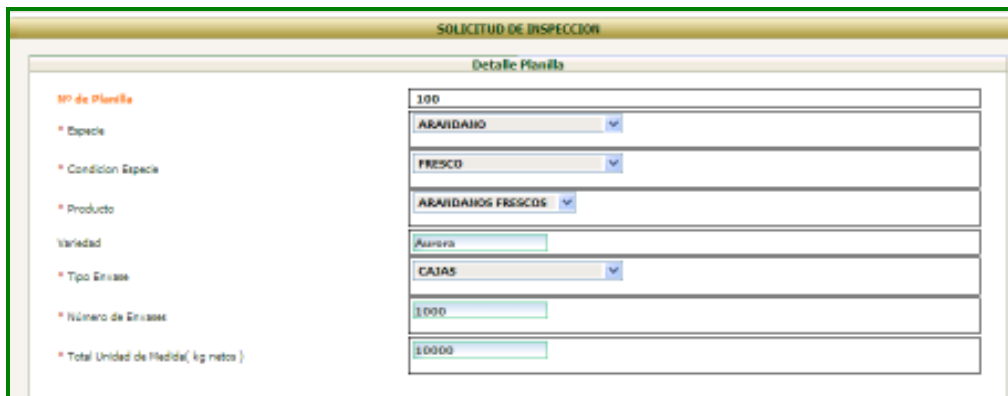 SOLICITUD DE INSPECCION
Detalle Planilla
Nº de Planilla 100
* Especie ARANDANO
* Condicion Especie FRESCO
* Producto ARANDANOS FRESCOS
Variedad Aurora
* Tipo Envase CAJAS
* Número de Envases 1000
* Total Unidad de Medida( kg netos ) 10000